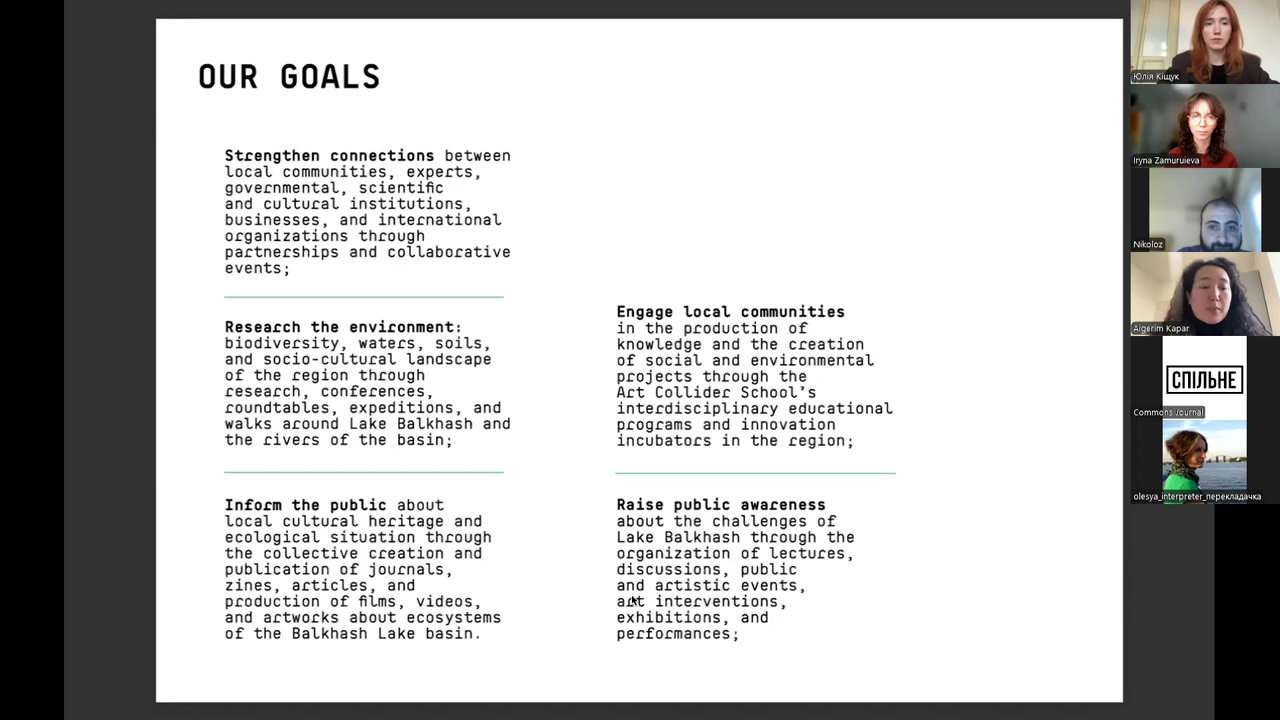 OUR GOALS
Strengthen connections between
local communities, experts,
governmental, scientific
and cultural institutions,
businesses, and international
organizations through
partnerships and collaborative
events;
Research the environment:
biodiversity, waters, soils,
and socio-cultural landscape
of the region through
research, conferences,
roundtables, expeditions, and
walks around Lake Balkhash and
the rivers of the basin;
Inform the public about
local cultural heritage and
ecological situation through
the collective creation and
publication of journals,
zines, articles, and
production of films, videos,
and artworks about ecosystems
of the Balkhash Lake basin.
Engage local communities
in the production of
knowledge and the creation
of social and environmental
projects through the
Art Collider School's
interdisciplinary educational
programs and innovation
incubators in the region;
Raise public awareness
about the challenges of
Lake Balkhash through the
organization of lectures,
discussions, public
and artistic events,
art interventions,
exhibitions, and
performances;
Юлія Кіщук
Iryna Zamuruieva
Nikoloz
Aigerim Kapar
СПІЛЬНЕ
Commons Journal
olesya_interpreter_перекладачка